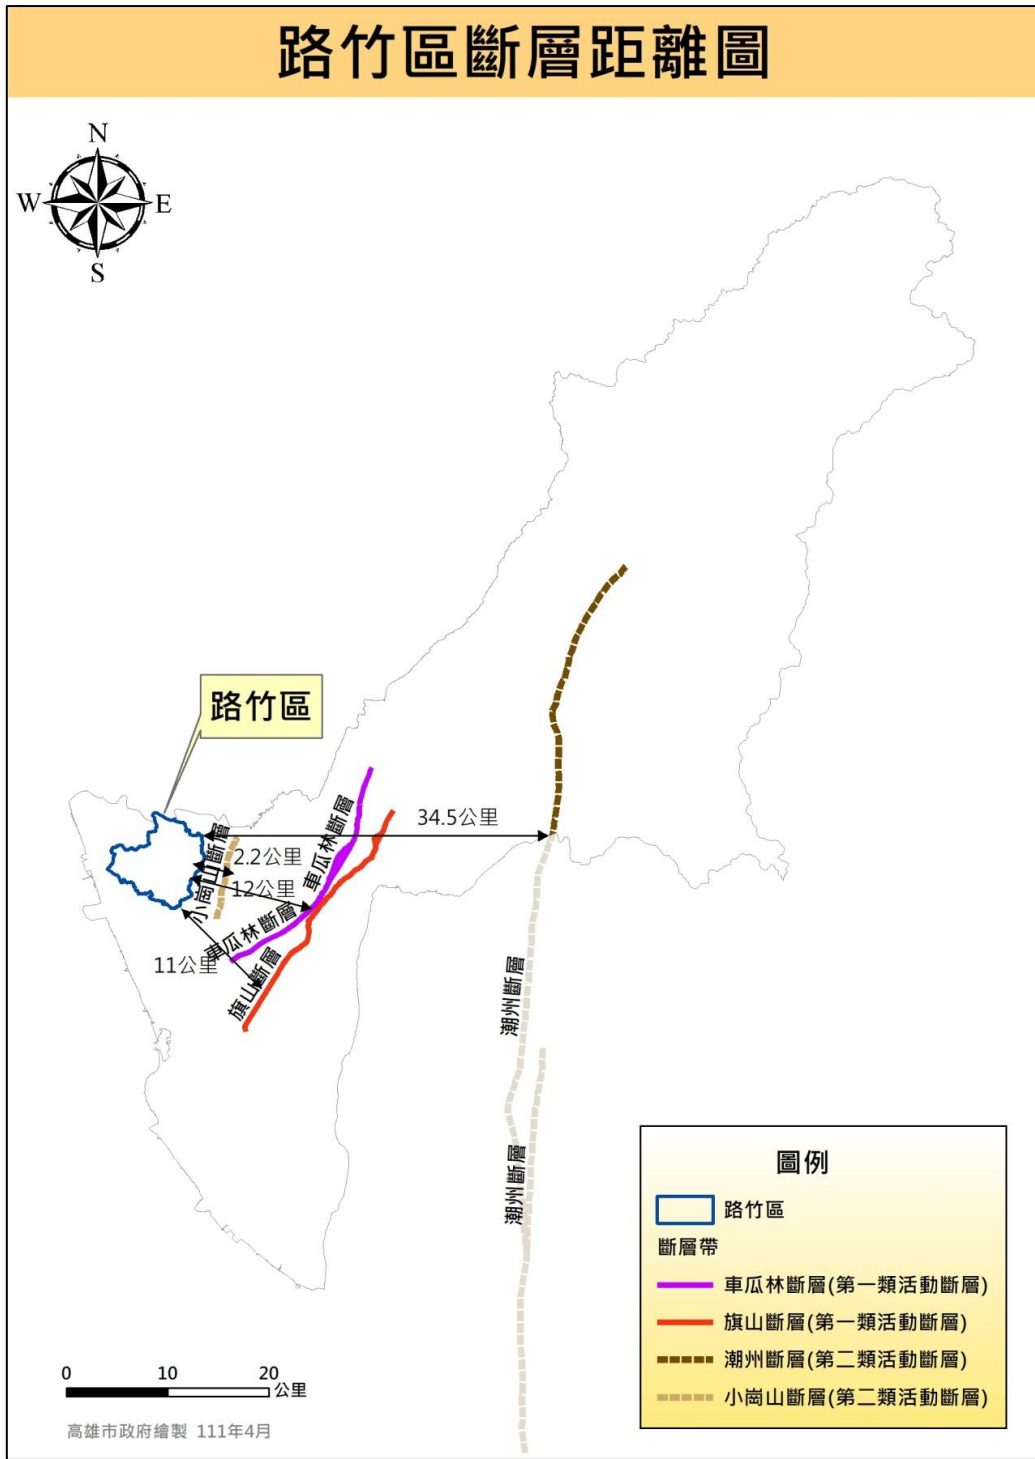 路竹區斷層距離圖
N
W
E
S
路竹區
34.5公里
車瓜林斷層
小崗山斷層
2.2公里
12公里
車瓜林斷層
11公里
旗山斷層
潮州斷層
潮州斷層
圖例
路竹區
斷層帶
車瓜林斷層(第一類活動斷層)
旗山斷層(第一類活動斷層)
潮州斷層(第二類活動斷層)
小崗山斷層(第二類活動斷層)
0 10 20
公里
高雄市政府繪製 111年4月